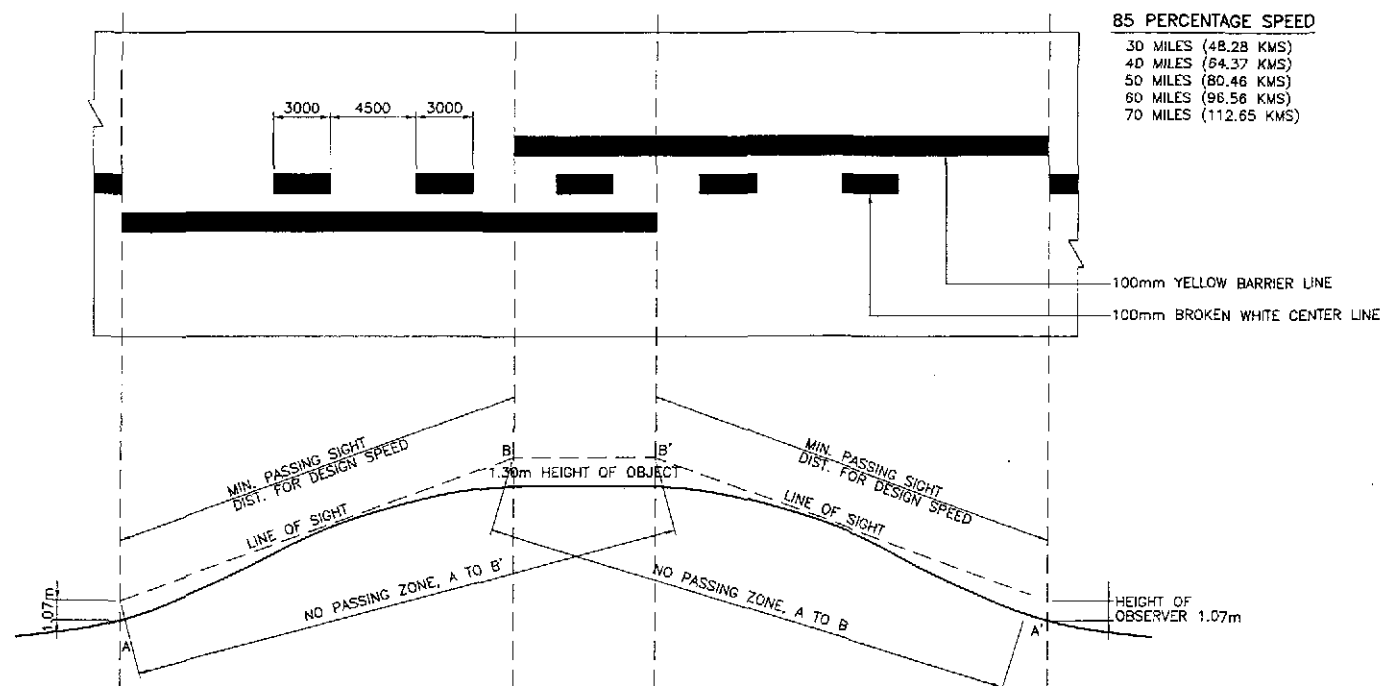 85 PERCENTAGE SPEED
30 MILES (48.28 KMS)
40 MILES (64.37 KMS)
50 MILES (80.46 KMS)
60 MILES (96.56 KMS)
70 MILES (112.65 KMS)
3000
4500
3000
100mm YELLOW BARRIER LINE
100mm BROKEN WHITE CENTER LINE
MIN. PASSING SIGHT
DIST. FOR DESIGN SPEED
LINE OF SIGHT
B
B'
1.30m HEIGHT OF OBJECT
MIN. PASSING SIGHT
DIST. FOR DESIGN SPEED
LINE OF SIGHT
1.07m
A
NO PASSING ZONE, A TO B'
NO PASSING ZONE, A TO B
A'
HEIGHT OF
OBSERVER 1.07m